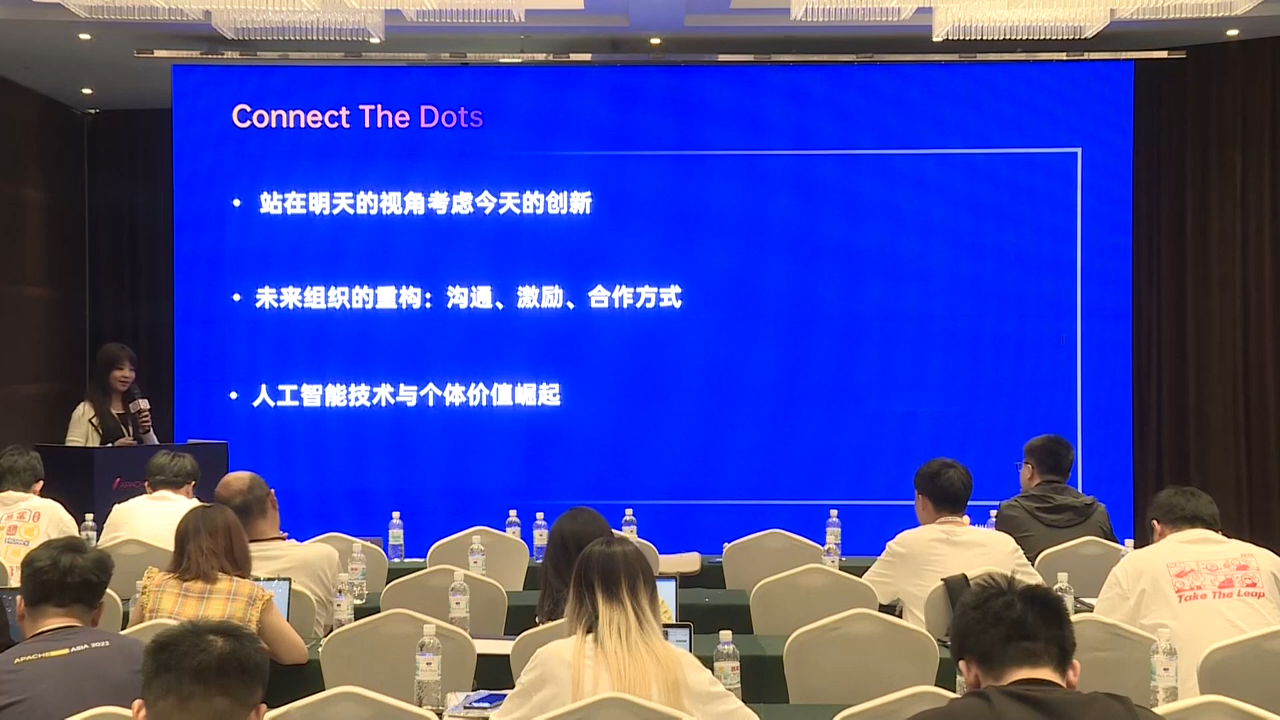 Connect The Dots
• 站在明天的视角考虑今天的创新
• 未来组织的重构：沟通、激励、合作方式
• 人工智能技术与个体价值崛起
Take The Leap
ASIA 2023